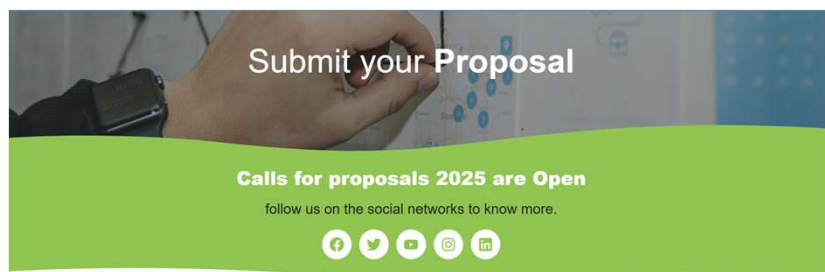 Submit your Proposal
Calls for proposals 2025 are Open
follow us on the social networks to know more.